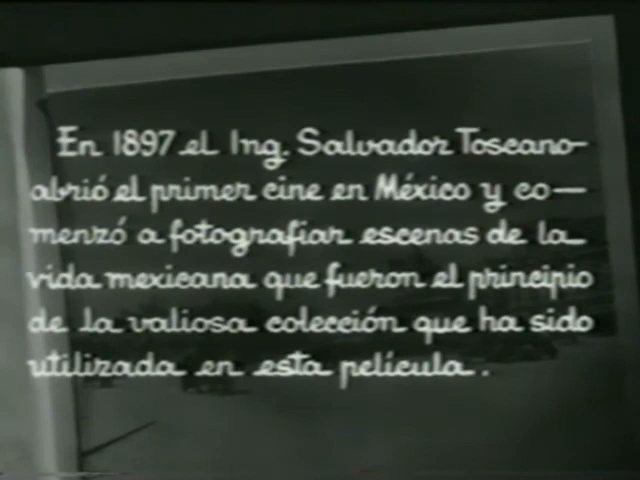 En 1897 el Ing. Salvador Toscano
abrió el primer cine en México y co—
menzó a fotografiar escenas de la
vida mexicana que fueron el principio
de la valiosa colección que ha sido
utilizada en esta película.